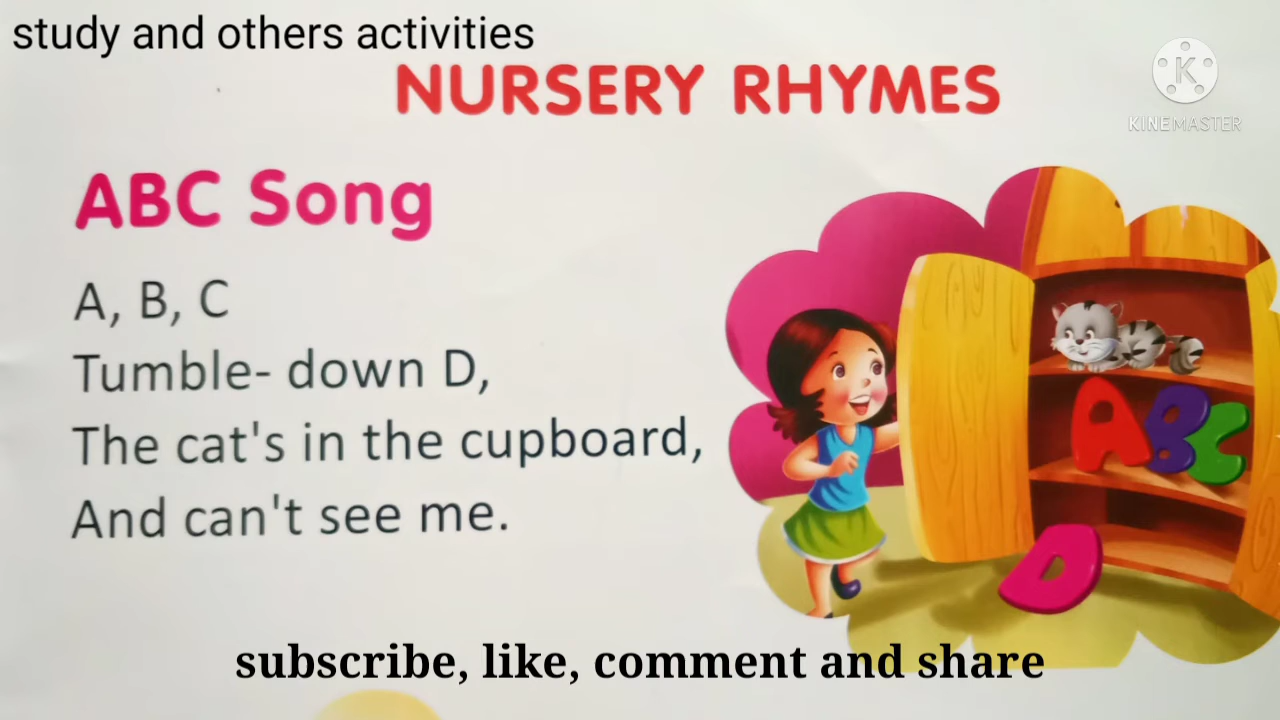 study and others activities
NURSERY RHYMES
KINEMASTER
ABC Song
A, B, C
Tumble- down D,
The cat's in the cupboard,
And can't see me.
A B C
D
subscribe, like, comment and share